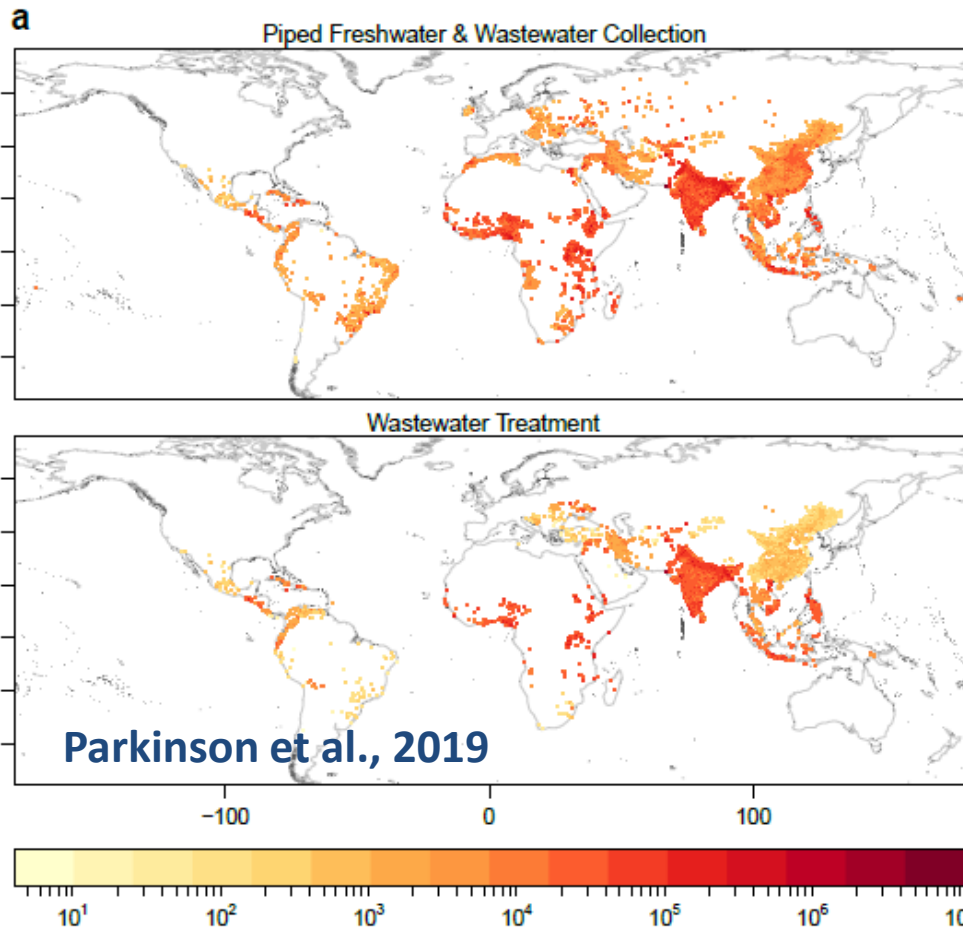 a
Piped Freshwater & Wastewater Collection
Wastewater Treatment
Parkinson et al., 2019
−100 0 100
10¹ 10² 10³ 10⁴ 10⁵ 10⁶